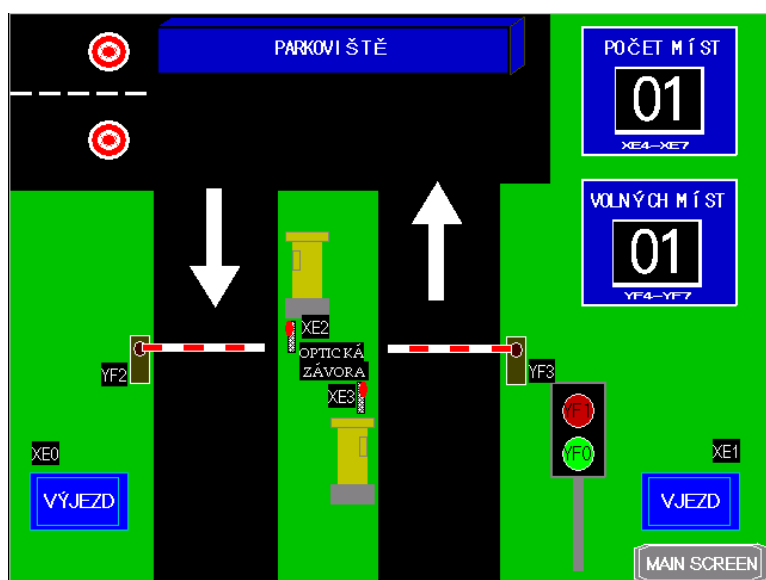 PARKOVIŠTĚ
POČET MÍST
01
XE4-XE7
VOLNÝCH MÍST
01
YF4-YF7
XE2
OPTICKÁ
ZÁVORA
YF2
YF3
XE3
YF1
YF0
XE0
XE1
VÝJEZD
VJEZD
MAIN SCREEN